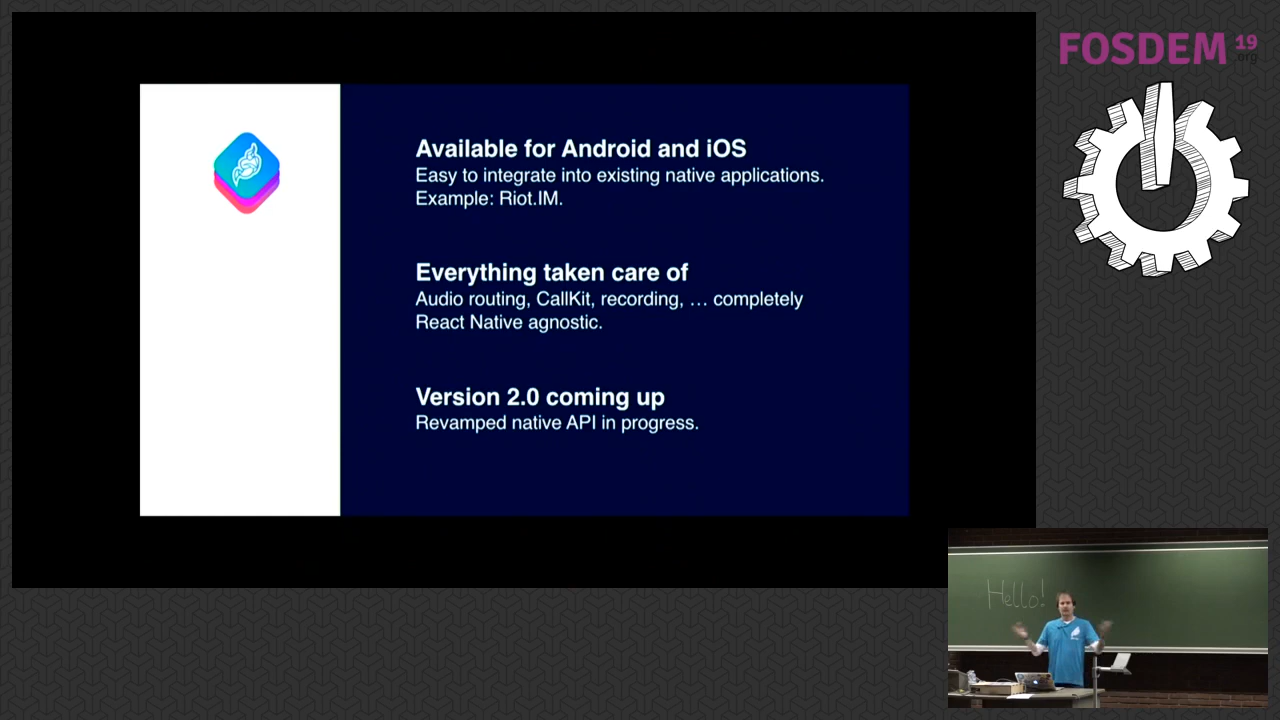 FOSDEM 19
.org
Available for Android and iOS
Easy to integrate into existing native applications.
Example: Riot.IM.
Everything taken care of
Audio routing, CallKit, recording, … completely
React Native agnostic.
Version 2.0 coming up
Revamped native API in progress.
Hello!